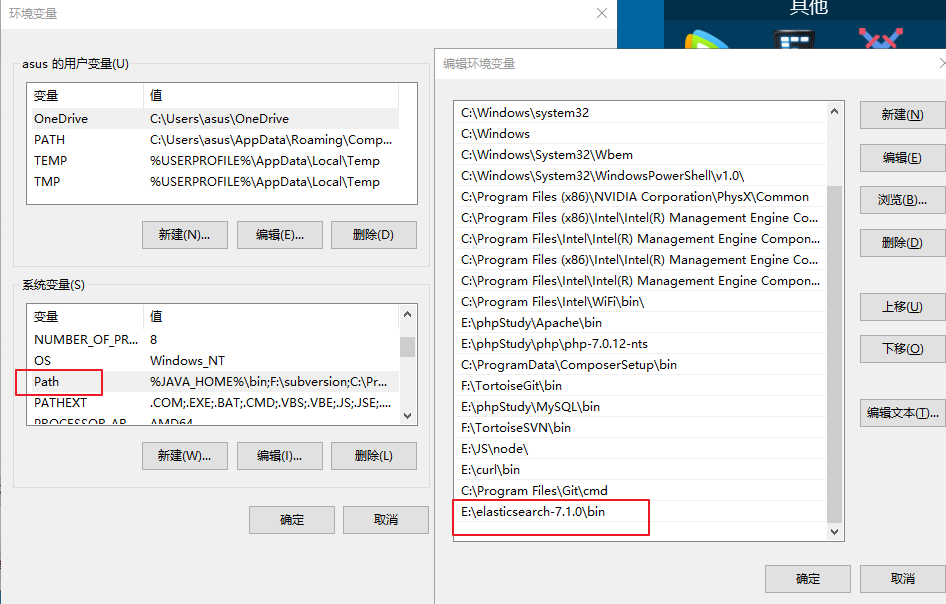 其他
环境变量
asus 的用户变量(U)
变量 值
OneDrive C:\Users\asus\OneDrive
PATH C:\Users\asus\AppData\Roaming\Comp...
TEMP %USERPROFILE%\AppData\Local\Temp
TMP %USERPROFILE%\AppData\Local\Temp
新建(N)... 编辑(E)... 删除(D)
系统变量(S)
变量 值
NUMBER_OF_PR... 8
OS Windows_NT
Path %JAVA_HOME%\bin;F:\subversion;C:\Pr...
PATHEXT .COM;.EXE;.BAT;.CMD;.VBS;.VBE;.JS;.JSE;....
PROCESSOR_AR... AMD64
新建(W)... 编辑(I)... 删除(L)
确定 取消
编辑环境变量
C:\Windows\system32
C:\Windows
C:\Windows\System32\Wbem
C:\Windows\System32\WindowsPowerShell\v1.0\
C:\Program Files (x86)\NVIDIA Corporation\PhysX\Common
C:\Program Files (x86)\Intel\Intel(R) Management Engine Co...
C:\Program Files\Intel\Intel(R) Management Engine Compon...
C:\Program Files (x86)\Intel\Intel(R) Management Engine Co...
C:\Program Files\Intel\Intel(R) Management Engine Compon...
C:\Program Files\Intel\WiFi\bin\
E:\phpStudy\Apache\bin
E:\phpStudy\php\php-7.0.12-nts
C:\ProgramData\ComposerSetup\bin
F:\TortoiseGit\bin
E:\phpStudy\MySQL\bin
F:\TortoiseSVN\bin
E:\JS\node\
E:\curl\bin
C:\Program Files\Git\cmd
E:\elasticsearch-7.1.0\bin
新建(N)
编辑(E)
浏览(B)...
删除(D)
上移(U)
下移(O)
编辑文本(T)...
确定 取消